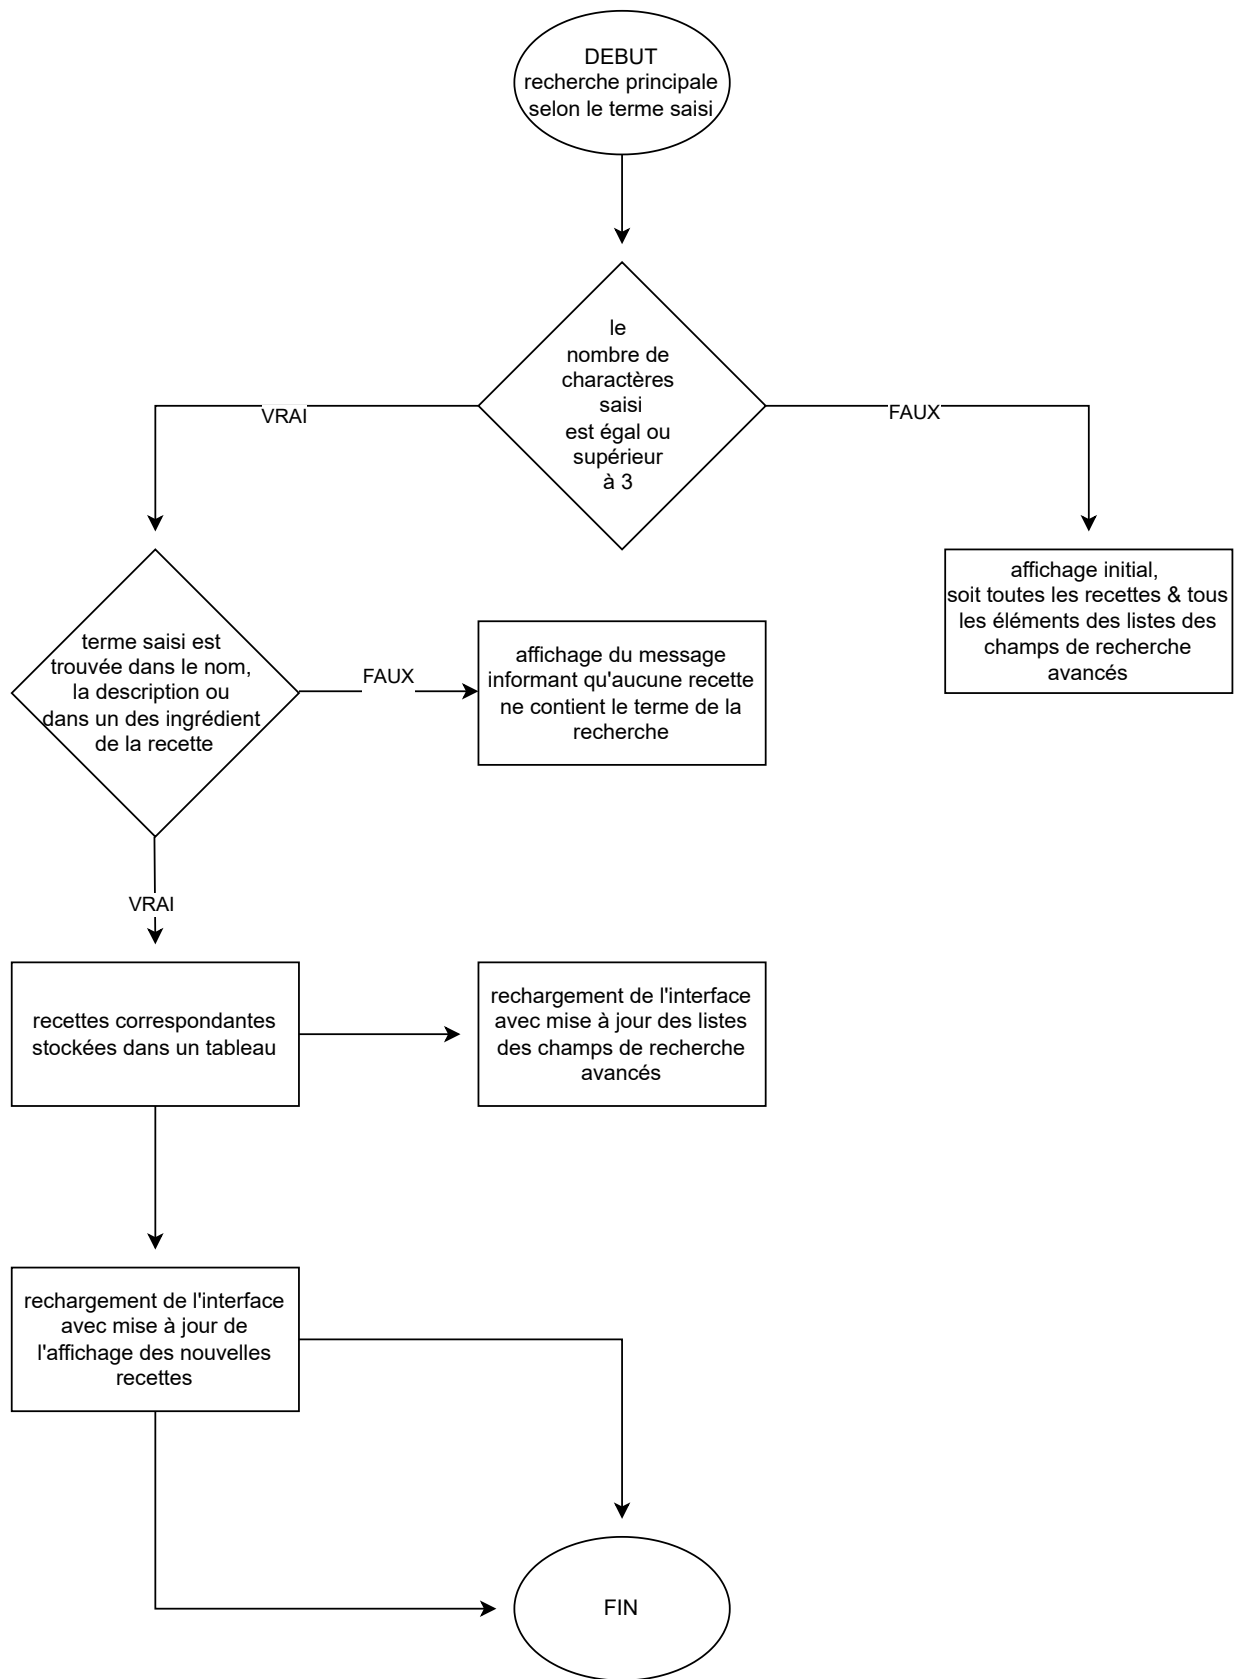 DEBUT
recherche principale
selon le terme saisi
le
nombre de
charactères
saisi
est égal ou
supérieur
à 3
VRAI
FAUX
terme saisi est
trouvée dans le nom,
la description ou
dans un des ingrédient
de la recette
FAUX
affichage du message
informant qu'aucune recette
ne contient le terme de la
recherche
affichage initial,
soit toutes les recettes & tous
les éléments des listes des
champs de recherche
avancés
VRAI
recettes correspondantes
stockées dans un tableau
rechargement de l'interface
avec mise à jour des listes
des champs de recherche
avancés
rechargement de l'interface
avec mise à jour de
l'affichage des nouvelles
recettes
FIN